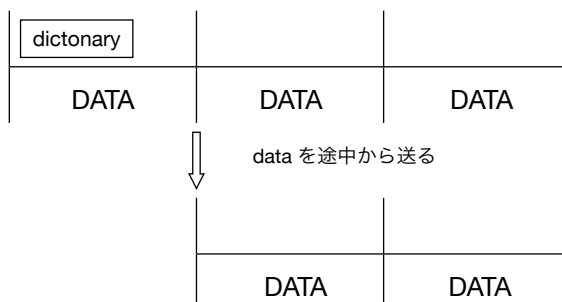 dictonary
DATA DATA DATA
data を途中から送る
DATA DATA